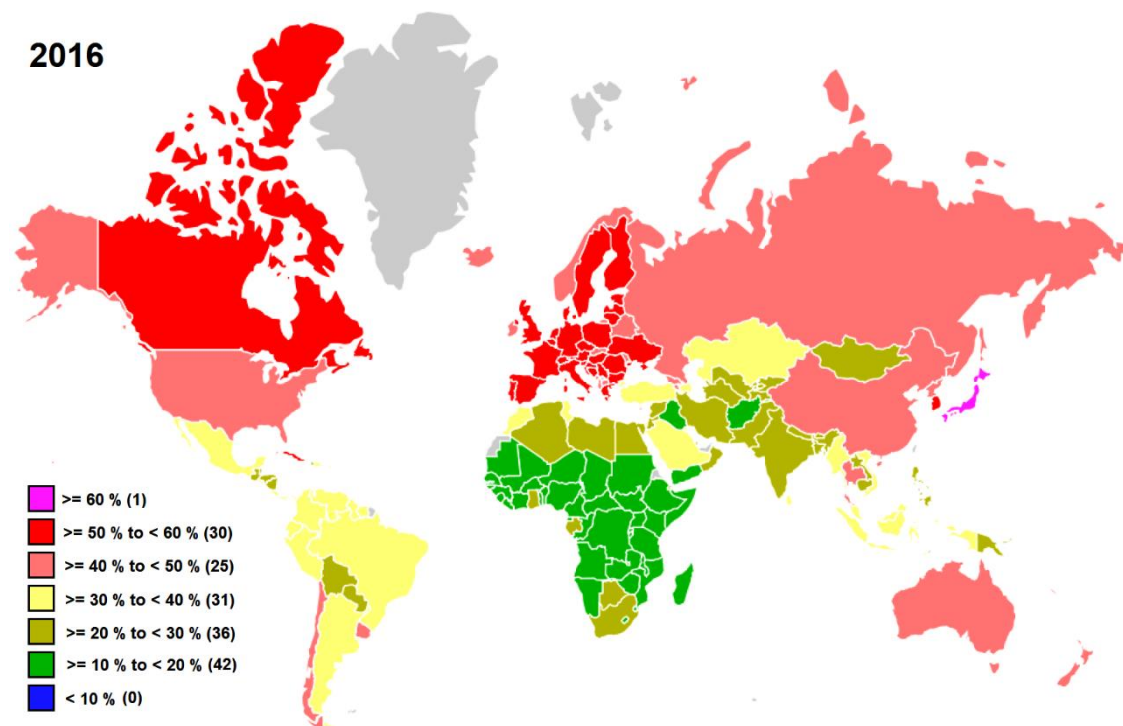 2016
>= 60 % (1)
>= 50 % to < 60 % (30)
>= 40 % to < 50 % (25)
>= 30 % to < 40 % (31)
>= 20 % to < 30 % (36)
>= 10 % to < 20 % (42)
< 10 % (0)